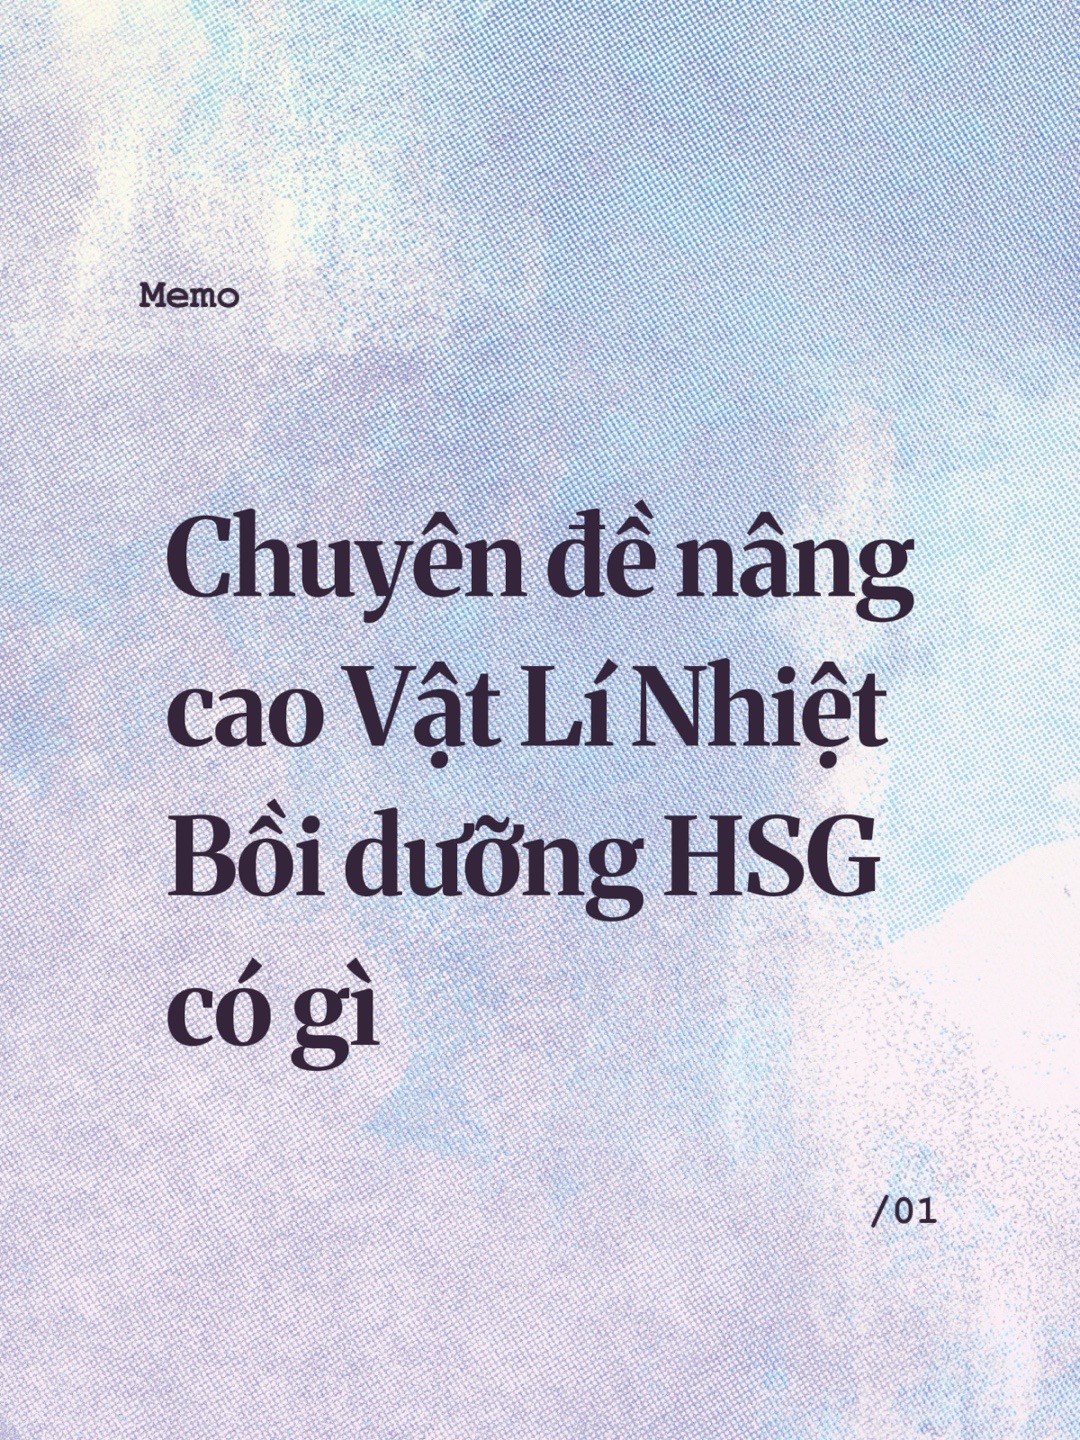 Memo
Chuyên đề nâng
cao Vật Lí Nhiệt
Bồi dưỡng HSG
có gì
/01